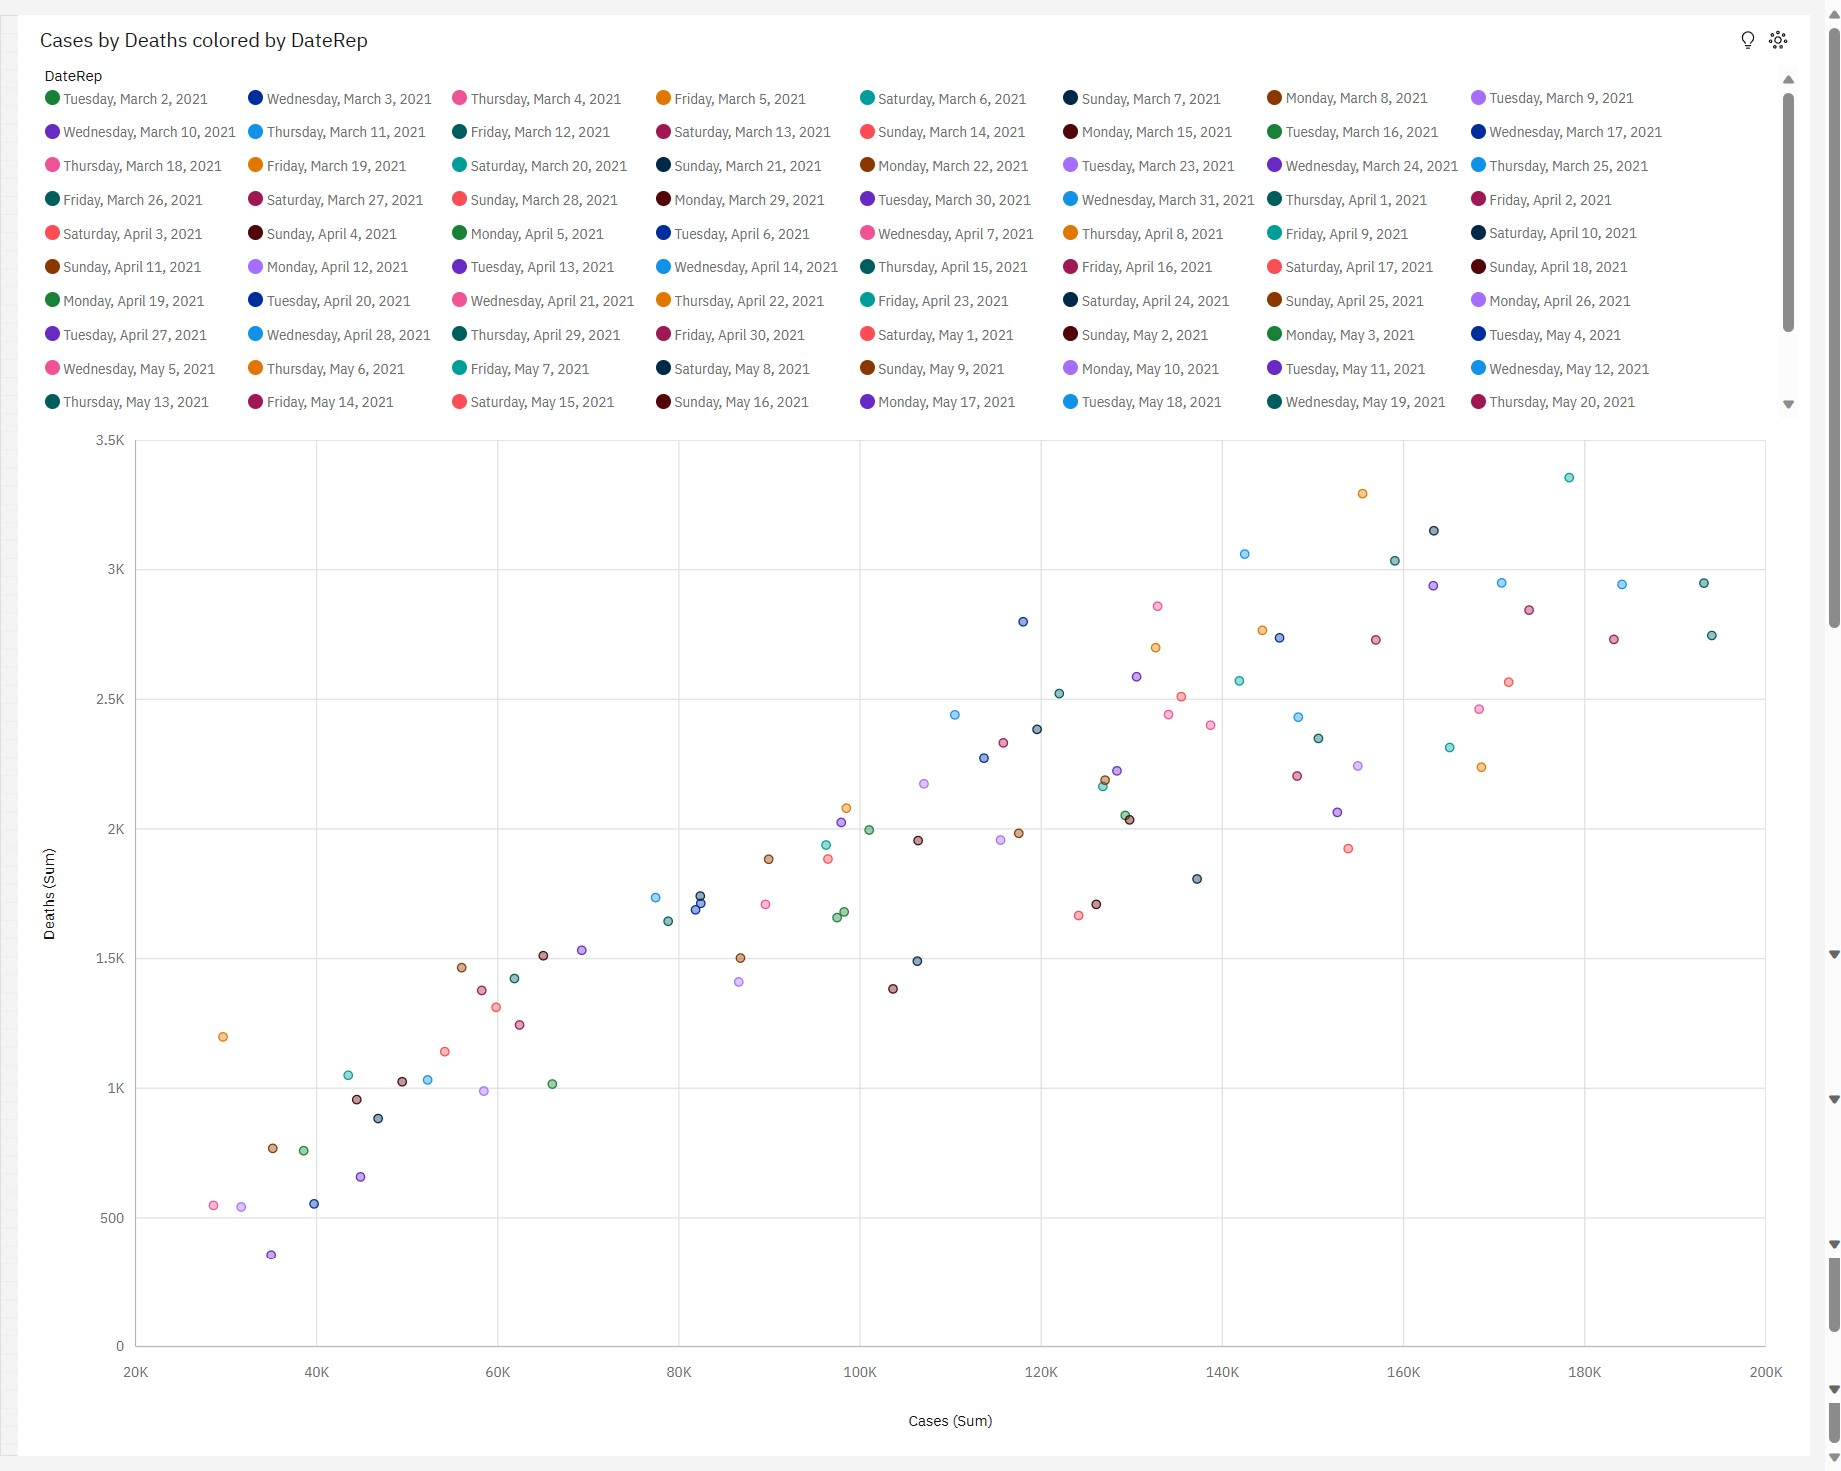 Cases by Deaths colored by DateRep
DateRep
Tuesday, March 2, 2021 Wednesday, March 3, 2021 Thursday, March 4, 2021 Friday, March 5, 2021 Saturday, March 6, 2021 Sunday, March 7, 2021 Monday, March 8, 2021 Tuesday, March 9, 2021
Wednesday, March 10, 2021 Thursday, March 11, 2021 Friday, March 12, 2021 Saturday, March 13, 2021 Sunday, March 14, 2021 Monday, March 15, 2021 Tuesday, March 16, 2021 Wednesday, March 17, 2021
Thursday, March 18, 2021 Friday, March 19, 2021 Saturday, March 20, 2021 Sunday, March 21, 2021 Monday, March 22, 2021 Tuesday, March 23, 2021 Wednesday, March 24, 2021 Thursday, March 25, 2021
Friday, March 26, 2021 Saturday, March 27, 2021 Sunday, March 28, 2021 Monday, March 29, 2021 Tuesday, March 30, 2021 Wednesday, March 31, 2021 Thursday, April 1, 2021 Friday, April 2, 2021
Saturday, April 3, 2021 Sunday, April 4, 2021 Monday, April 5, 2021 Tuesday, April 6, 2021 Wednesday, April 7, 2021 Thursday, April 8, 2021 Friday, April 9, 2021 Saturday, April 10, 2021
Sunday, April 11, 2021 Monday, April 12, 2021 Tuesday, April 13, 2021 Wednesday, April 14, 2021 Thursday, April 15, 2021 Friday, April 16, 2021 Saturday, April 17, 2021 Sunday, April 18, 2021
Monday, April 19, 2021 Tuesday, April 20, 2021 Wednesday, April 21, 2021 Thursday, April 22, 2021 Friday, April 23, 2021 Saturday, April 24, 2021 Sunday, April 25, 2021 Monday, April 26, 2021
Tuesday, April 27, 2021 Wednesday, April 28, 2021 Thursday, April 29, 2021 Friday, April 30, 2021 Saturday, May 1, 2021 Sunday, May 2, 2021 Monday, May 3, 2021 Tuesday, May 4, 2021
Wednesday, May 5, 2021 Thursday, May 6, 2021 Friday, May 7, 2021 Saturday, May 8, 2021 Sunday, May 9, 2021 Monday, May 10, 2021 Tuesday, May 11, 2021 Wednesday, May 12, 2021
Thursday, May 13, 2021 Friday, May 14, 2021 Saturday, May 15, 2021 Sunday, May 16, 2021 Monday, May 17, 2021 Tuesday, May 18, 2021 Wednesday, May 19, 2021 Thursday, May 20, 2021
3.5K
3K
2.5K
2K
1.5K
1K
500
0
Deaths (Sum)
20K 40K 60K 80K 100K 120K 140K 160K 180K 200K
Cases (Sum)